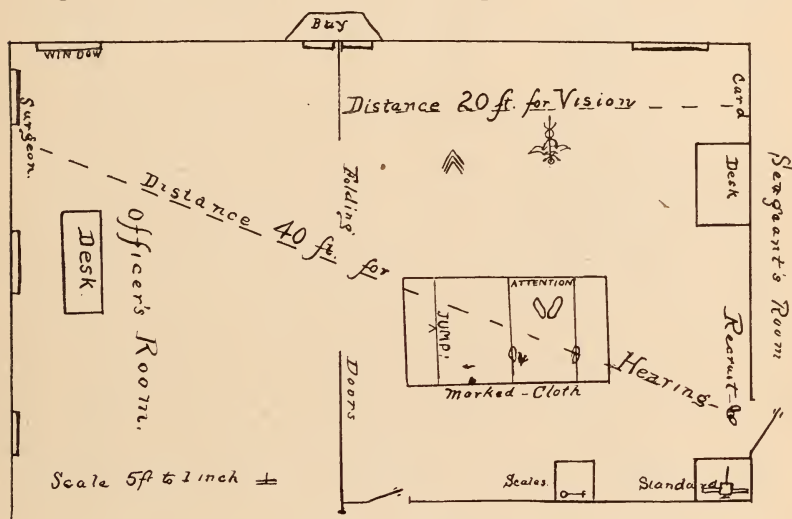 Bay
WINDOW
Card
Distance 20 ft. for Vision
Surgeon.
Desk
Sergeant's Room
Folding
Distance 40 ft. for Hearing
Desk.
Officer's Room.
ATTENTION
JUMP!
Recruit
Doors
Marked-Cloth
Scale 5ft to 1 inch ±
Scales.
Standard